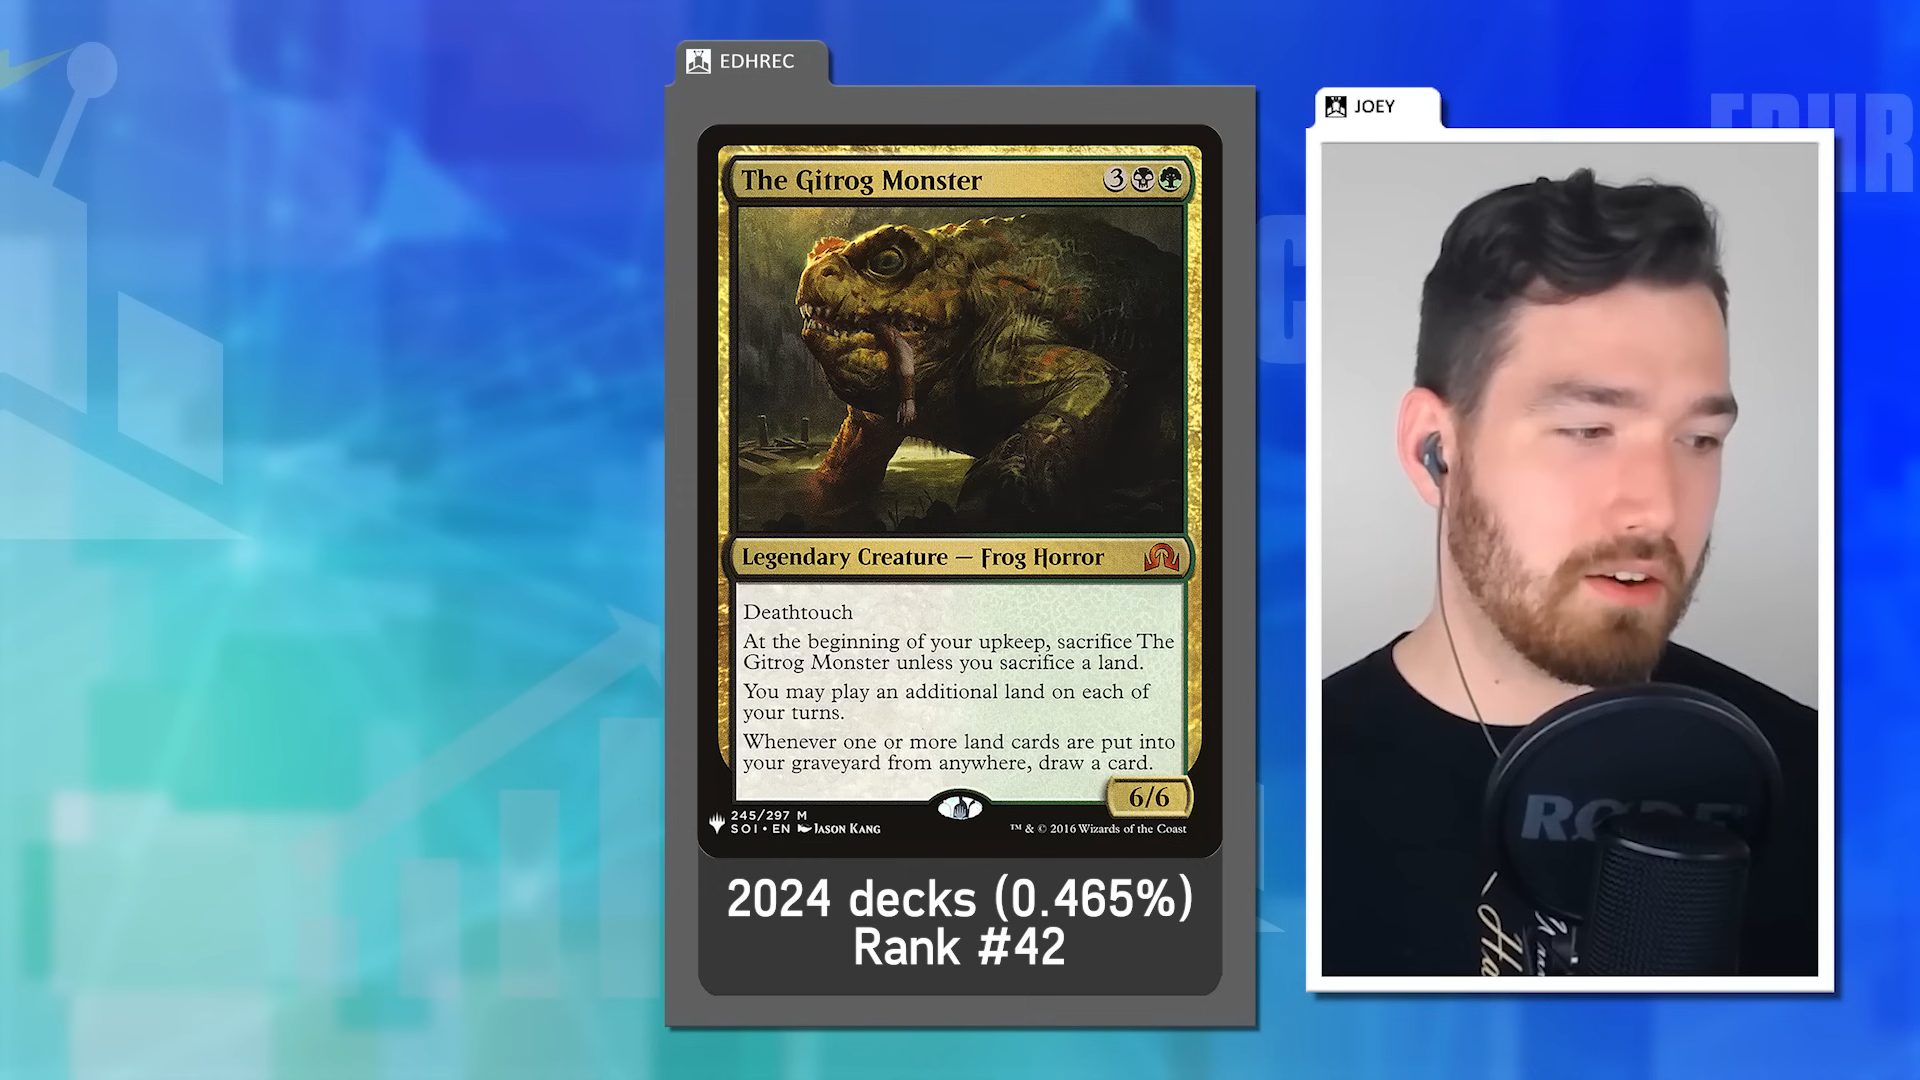 EDHREC
The Gitrog Monster
3
Legendary Creature — Frog Horror
Deathtouch
At the beginning of your upkeep, sacrifice The
Gitrog Monster unless you sacrifice a land.
You may play an additional land on each of
your turns.
Whenever one or more land cards are put into
your graveyard from anywhere, draw a card.
6/6
245/297 M
SOI • EN JASON KANG
™ & © 2016 Wizards of the Coast
2024 decks (0.465%)
Rank #42
JOEY
EDHR
C
RODE